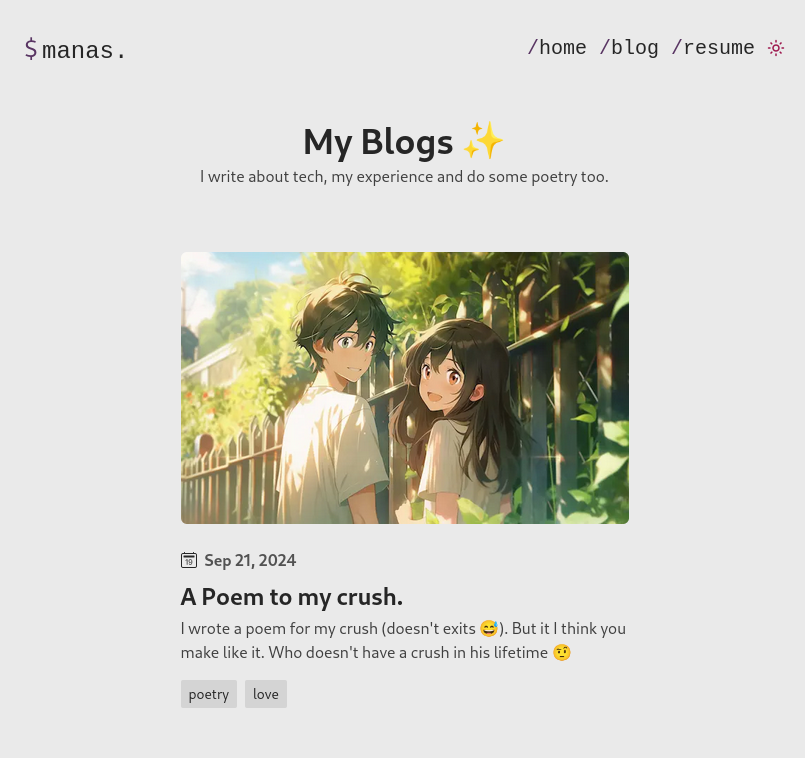 $ manas.
/home /blog /resume
My Blogs ✨
I write about tech, my experience and do some poetry too.
19 Sep 21, 2024
A Poem to my crush.
I wrote a poem for my crush (doesn't exits 😅). But it I think you
make like it. Who doesn't have a crush in his lifetime 🤨
poetry love